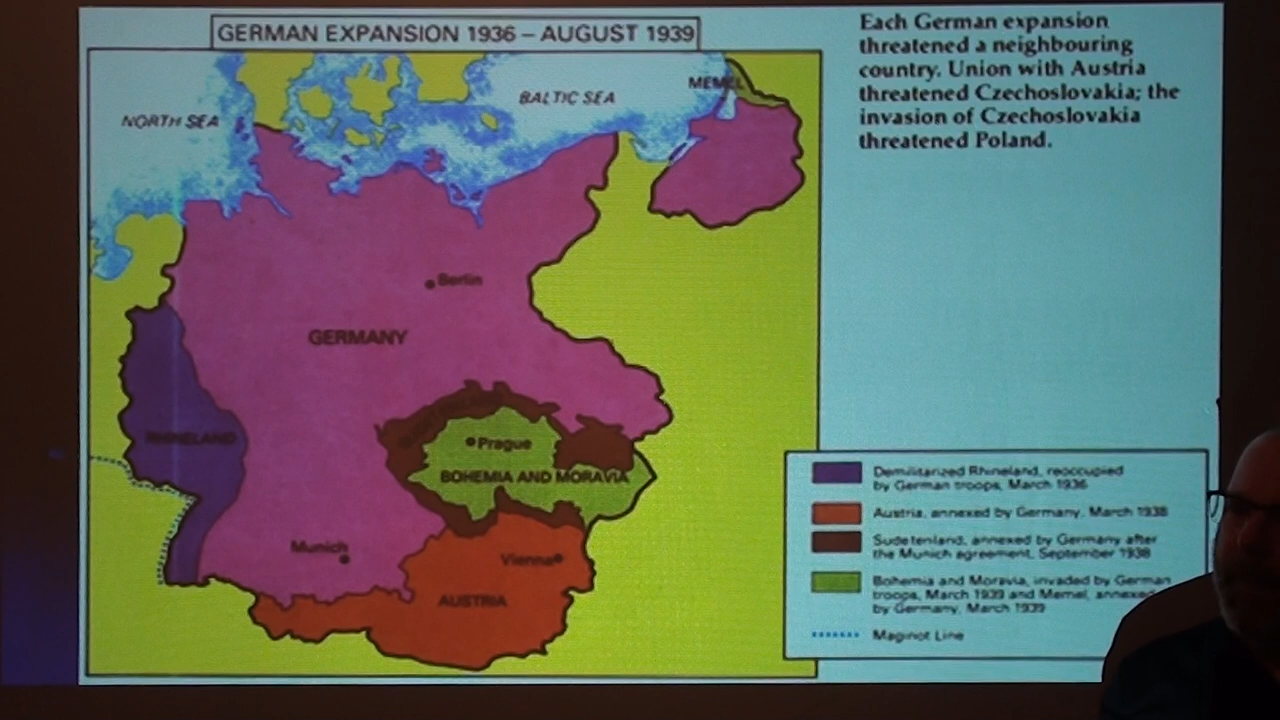 GERMAN EXPANSION 1936 – AUGUST 1939
Each German expansion
threatened a neighbouring
country. Union with Austria
threatened Czechoslovakia; the
invasion of Czechoslovakia
threatened Poland.
MEMEL
BALTIC SEA
NORTH SEA
Berlin
GERMANY
RHINELAND
Prague
BOHEMIA AND MORAVIA
Munich
Vienna
AUSTRIA
Demilitarized Rhineland, reoccupied
by German troops, March 1936
Austria, annexed by Germany, March 1938
Sudetenland, annexed by Germany after
the Munich agreement, September 1938
Bohemia and Moravia, invaded by German
troops, March 1939 and Memel, annexed
by Germany, March 1939
Maginot Line